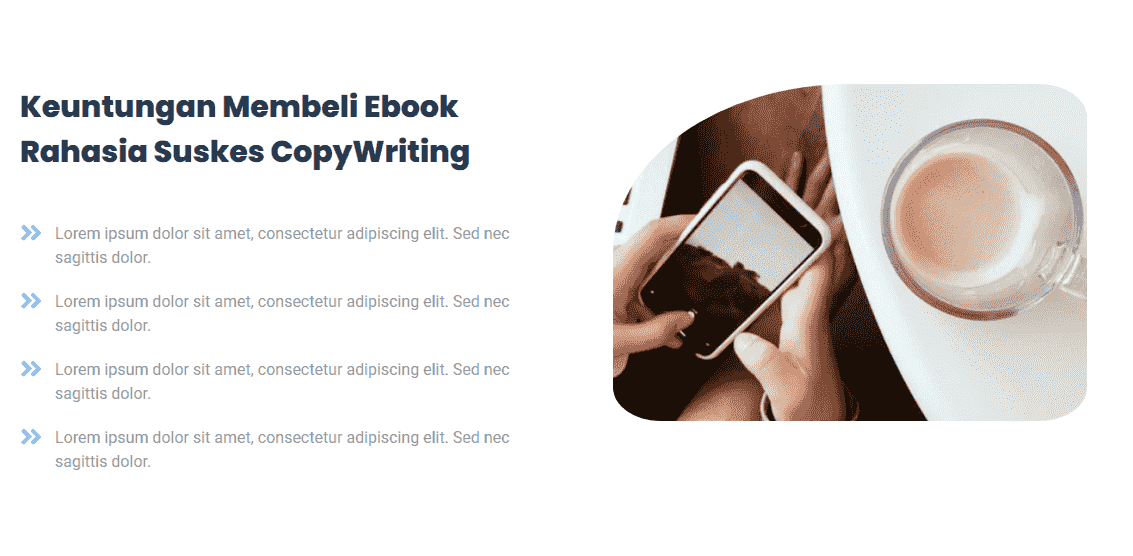 Keuntungan Membeli Ebook
Rahasia Suskes CopyWriting
Lorem ipsum dolor sit amet, consectetur adipiscing elit. Sed nec
sagittis dolor.
Lorem ipsum dolor sit amet, consectetur adipiscing elit. Sed nec
sagittis dolor.
Lorem ipsum dolor sit amet, consectetur adipiscing elit. Sed nec
sagittis dolor.
Lorem ipsum dolor sit amet, consectetur adipiscing elit. Sed nec
sagittis dolor.